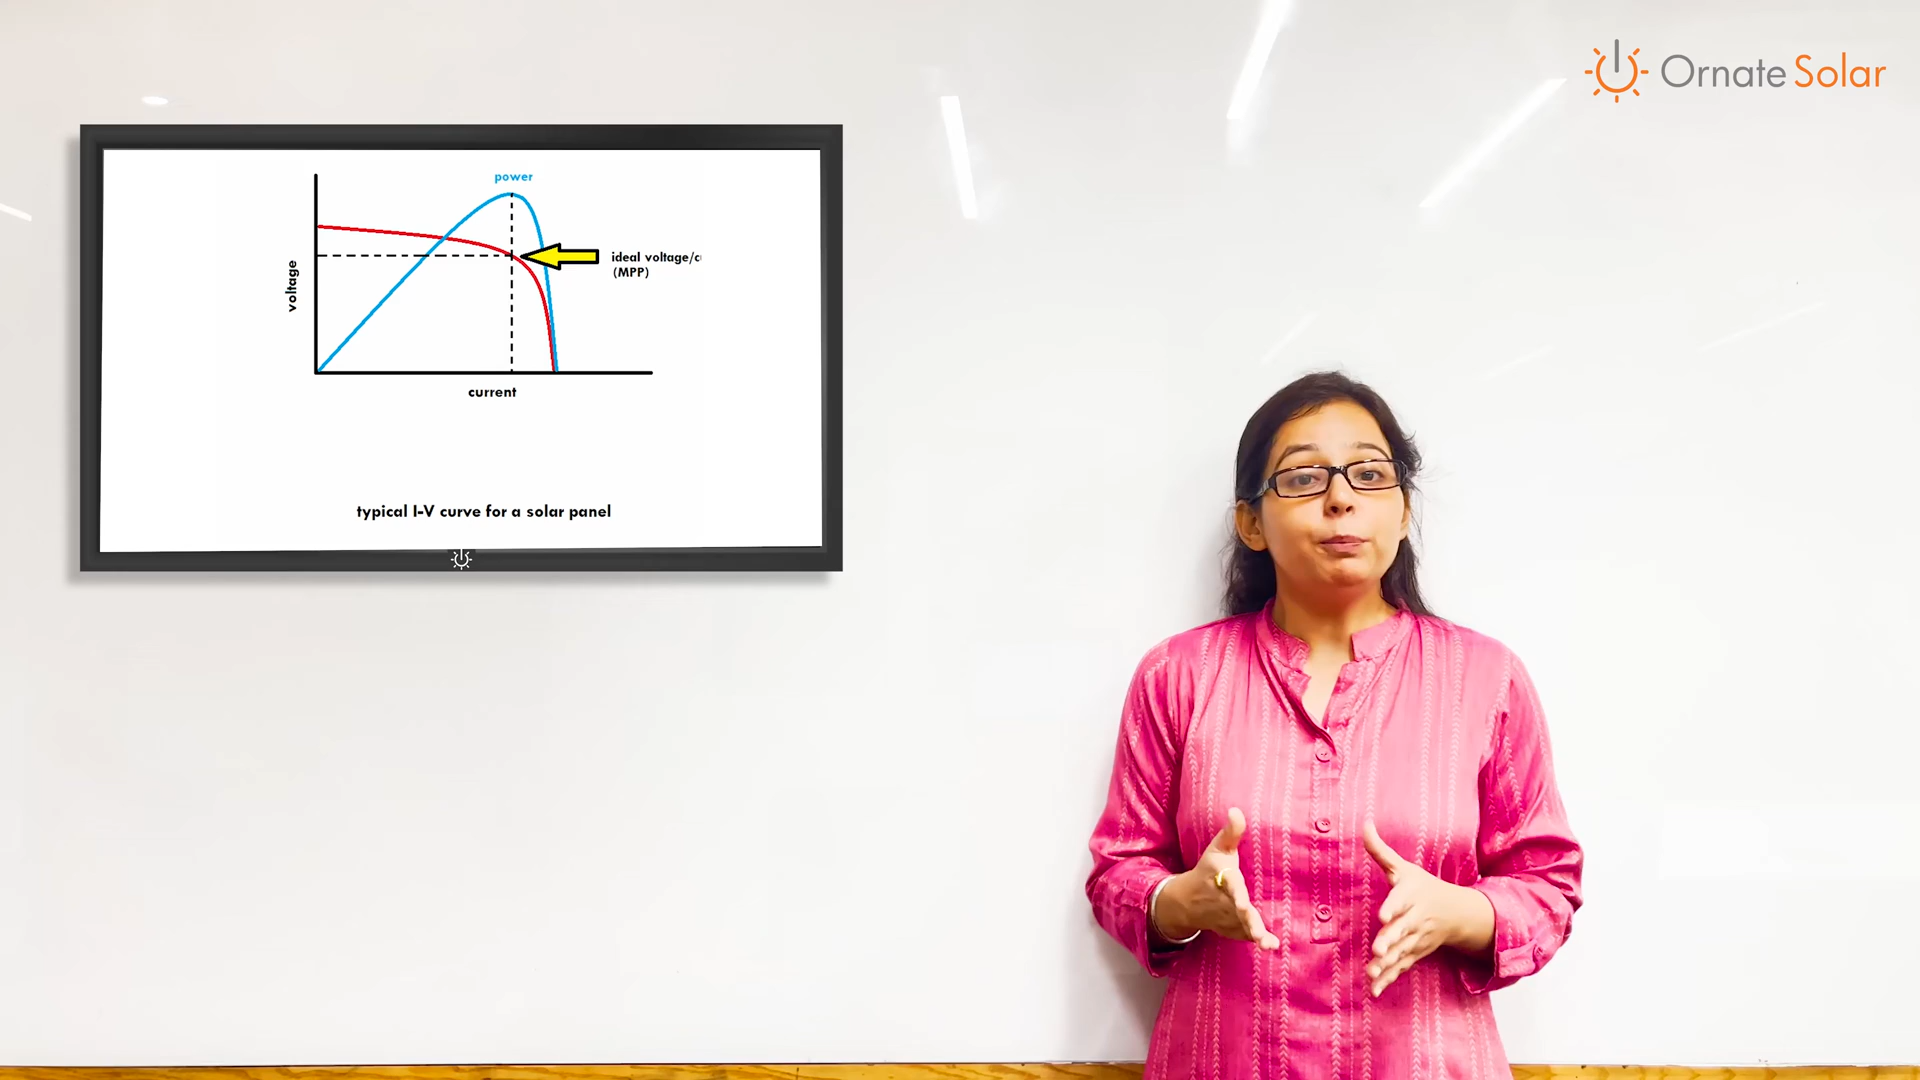 Ornate Solar
power
voltage
ideal voltage/c
(MPP)
current
typical I-V curve for a solar panel